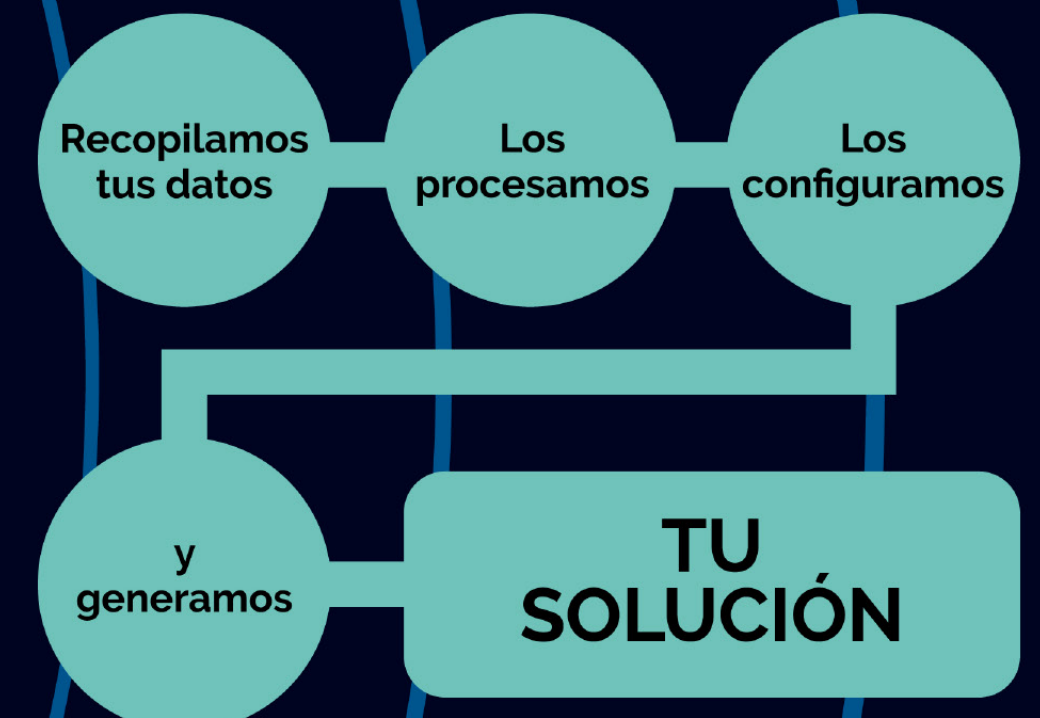 Recopilamos
tus datos
Los
procesamos
Los
configuramos
y
generamos
TU
SOLUCIÓN